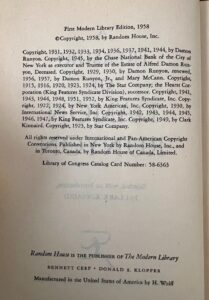 First Modern Library Edition, 1958
©Copyright, 1958, by Random House, Inc.
Copyright, 1931, 1932, 1933, 1934, 1936, 1937, 1941, 1944, by Damon
Runyon. Copyright, 1945, by the Chase National Bank of the City of
New York as executor and Trustee of the Estate of Alfred Damon Run-
yon, Deceased. Copyright, 1929, 1930, by Damon Runyon, renewed,
1956, 1957, by Damon Runyon, Jr., and Mary McCann. Copyright,
1915, 1916, 1920, 1923, 1924, by The Star Company; the Hearst Corpora-
tion (King Features Syndicate Division), successor. Copyright, 1941,
1943, 1944, 1948, 1951, 1952, by King Features Syndicate, Inc. Copy-
right, 1922, 1924, by New York American, Inc. Copyright, 1930, by
International News Service, Inc. Copyright, 1942, 1943, 1944, 1945, 1946,
1947, by King Features Syndicate, Inc. Copyright, 1949, by Clark
Kinnaird. Copyright, 1925, by Star Company.
All rights reserved under International and Pan-American Copyright
Conventions. Published in New York by Random House, Inc., and
in Toronto, Canada, by Random House of Canada, Limited.
Library of Congress Catalog Card Number: 58-6363
Random House IS THE PUBLISHER OF The Modern Library
BENNETT CERF • DONALD S. KLOPFER
Manufactured in the United States of America by H. Wolff